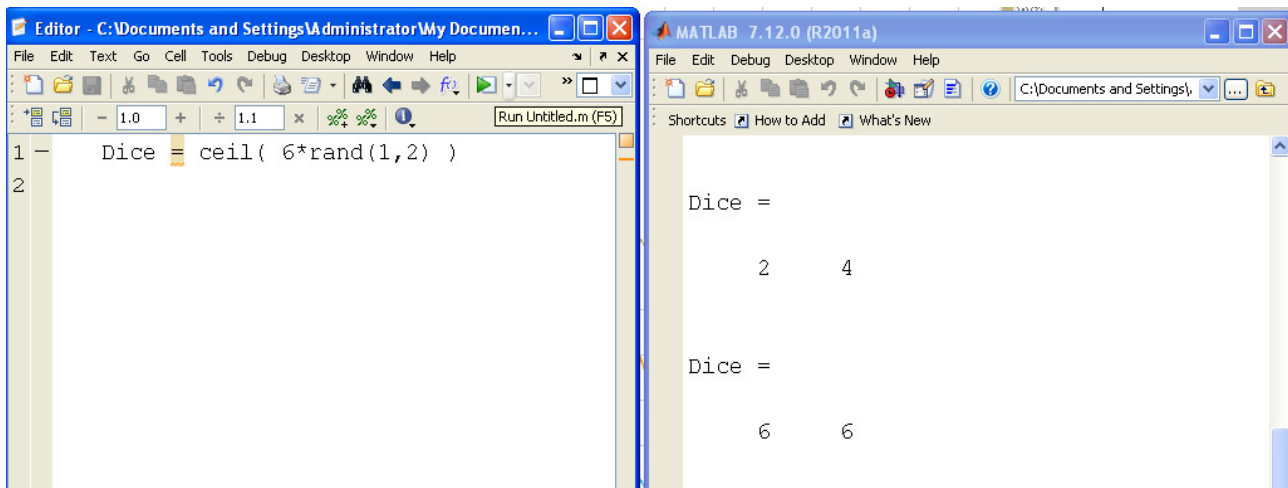 Editor - C:\Documents and Settings\Administrator\My Documen...
File Edit Text Go Cell Tools Debug Desktop Window Help
- 1.0 + ÷ 1.1 ×
Run Untitled.m (F5)
1 - Dice = ceil( 6*rand(1,2) )
2
MATLAB 7.12.0 (R2011a)
File Edit Debug Desktop Window Help
C:\Documents and Settings\. ...
Shortcuts How to Add What's New
Dice =
2 4
Dice =
6 6